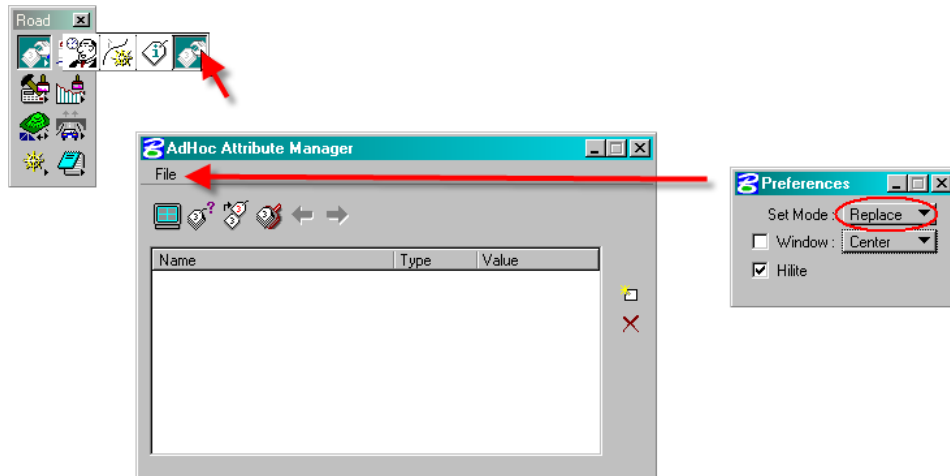 Road
AdHoc Attribute Manager
File
Name Type Value
Preferences
Set Mode : Replace
Window : Center
Hilite